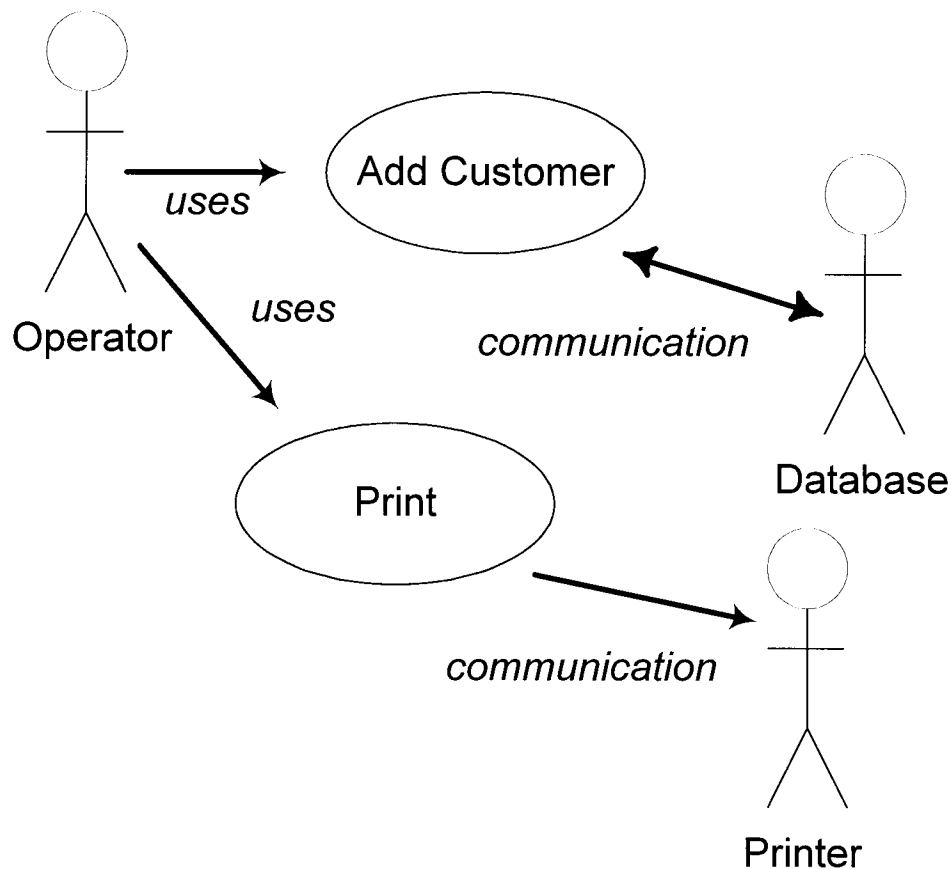 Add Customer
uses
Operator
uses
communication
Database
Print
communication
Printer